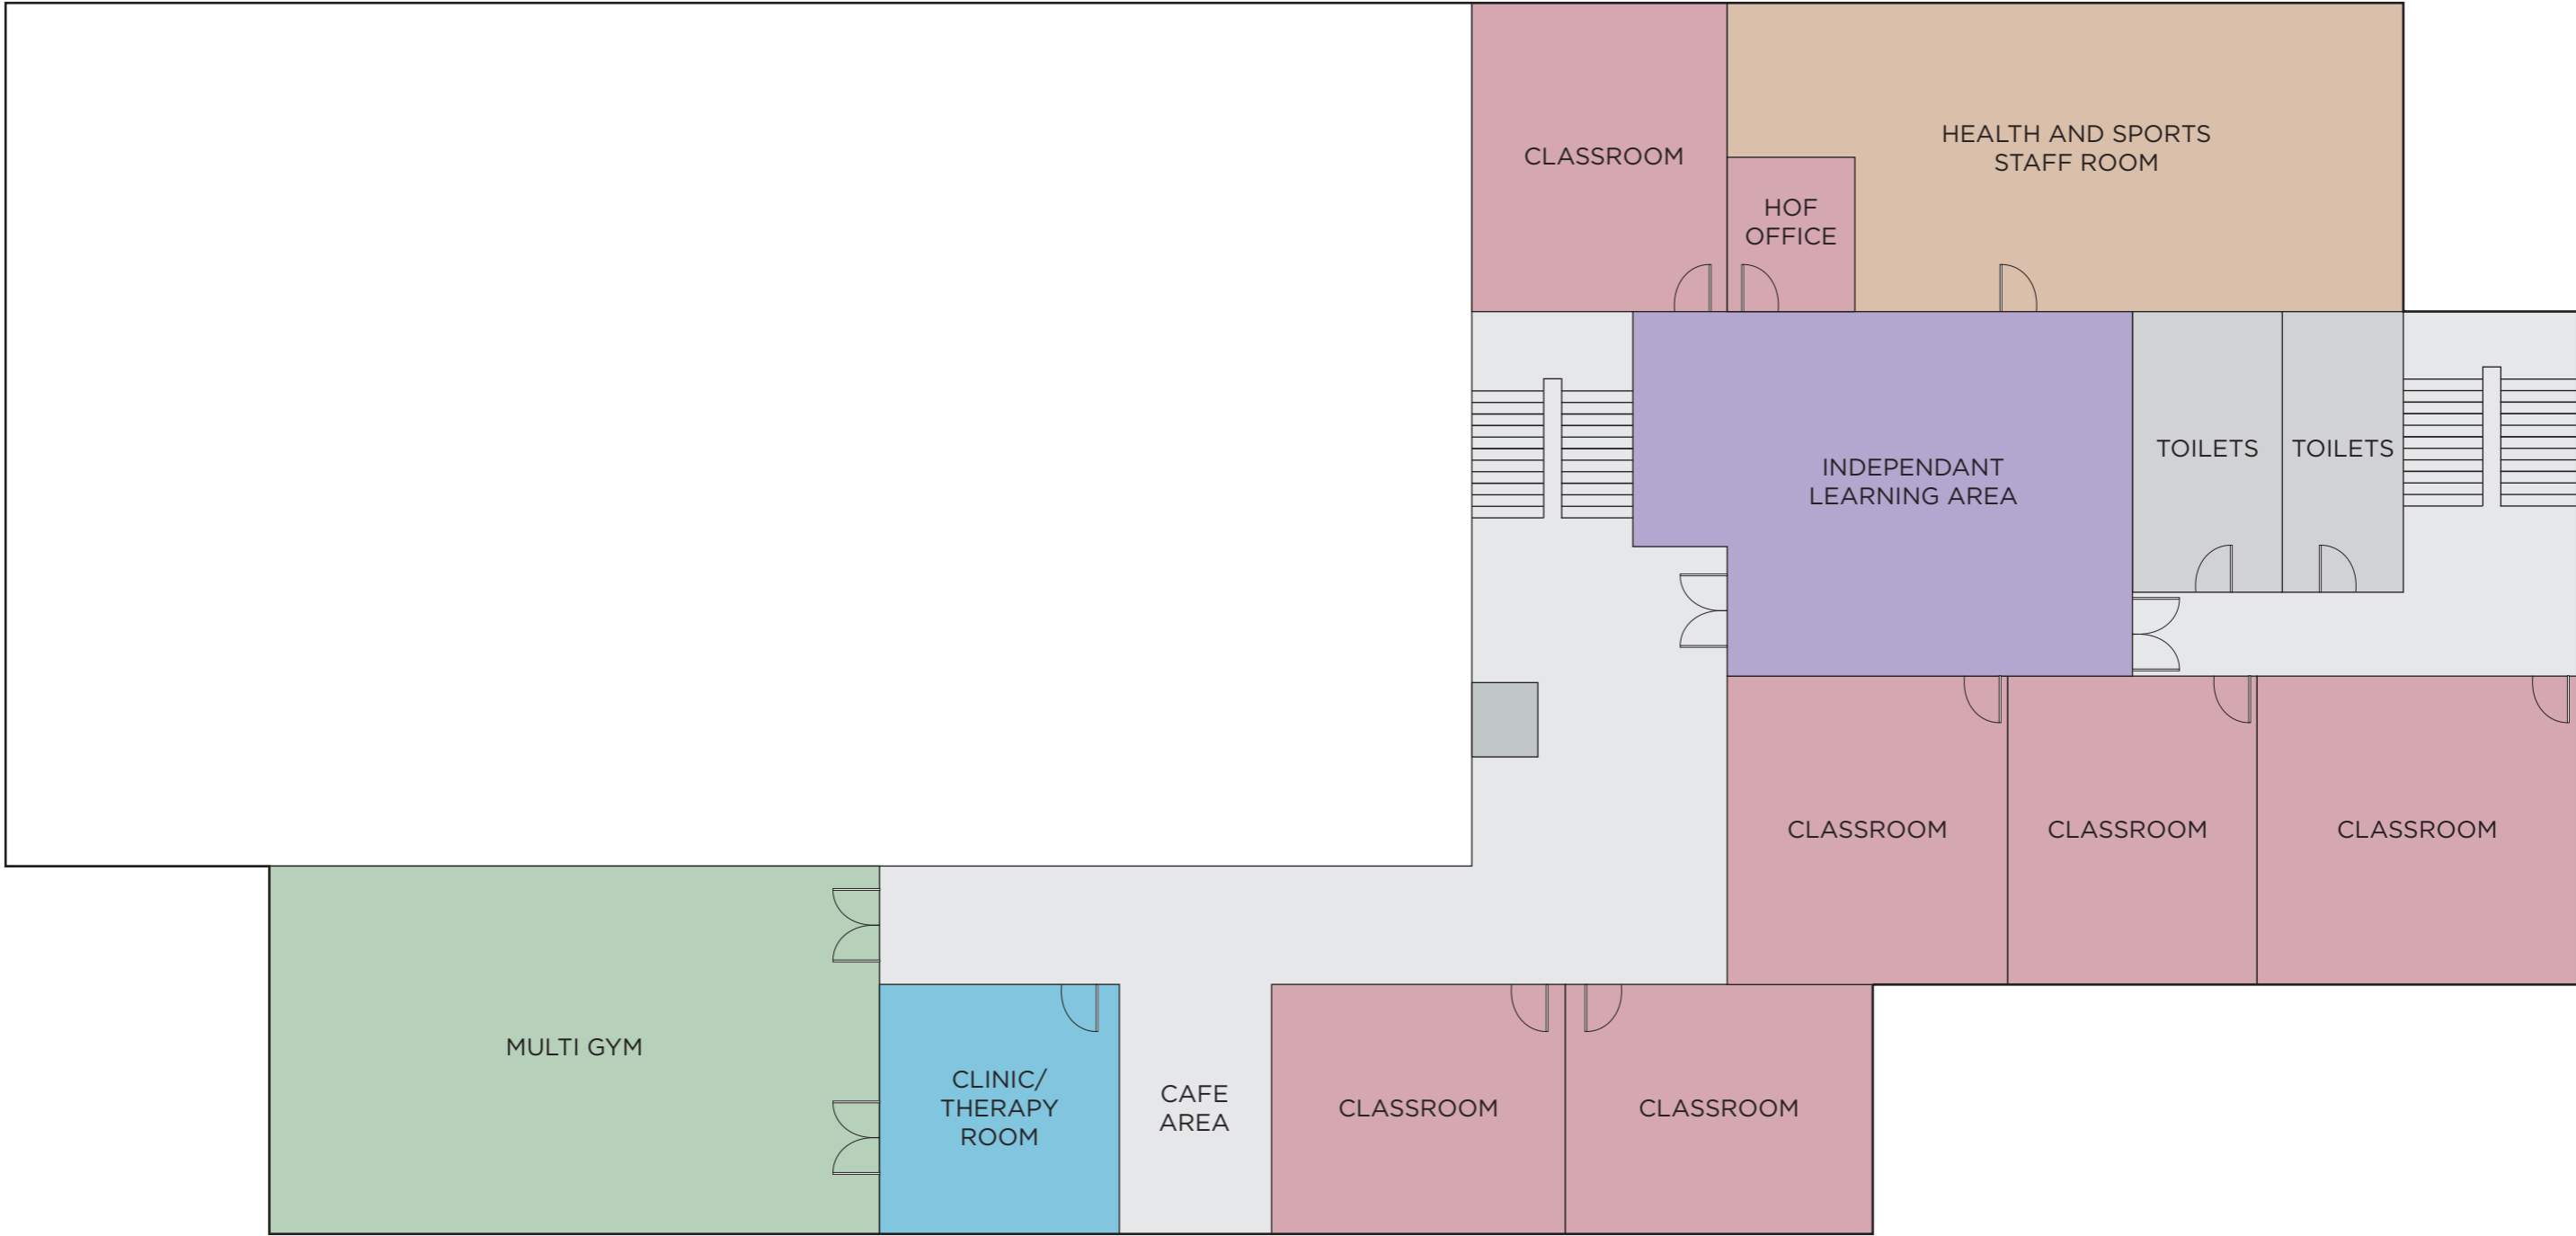 CLASSROOM
HEALTH AND SPORTS
STAFF ROOM
HOF
OFFICE
INDEPENDANT
LEARNING AREA
TOILETS
TOILETS
CLASSROOM
CLASSROOM
CLASSROOM
MULTI GYM
CLINIC/
THERAPY
ROOM
CAFE
AREA
CLASSROOM
CLASSROOM